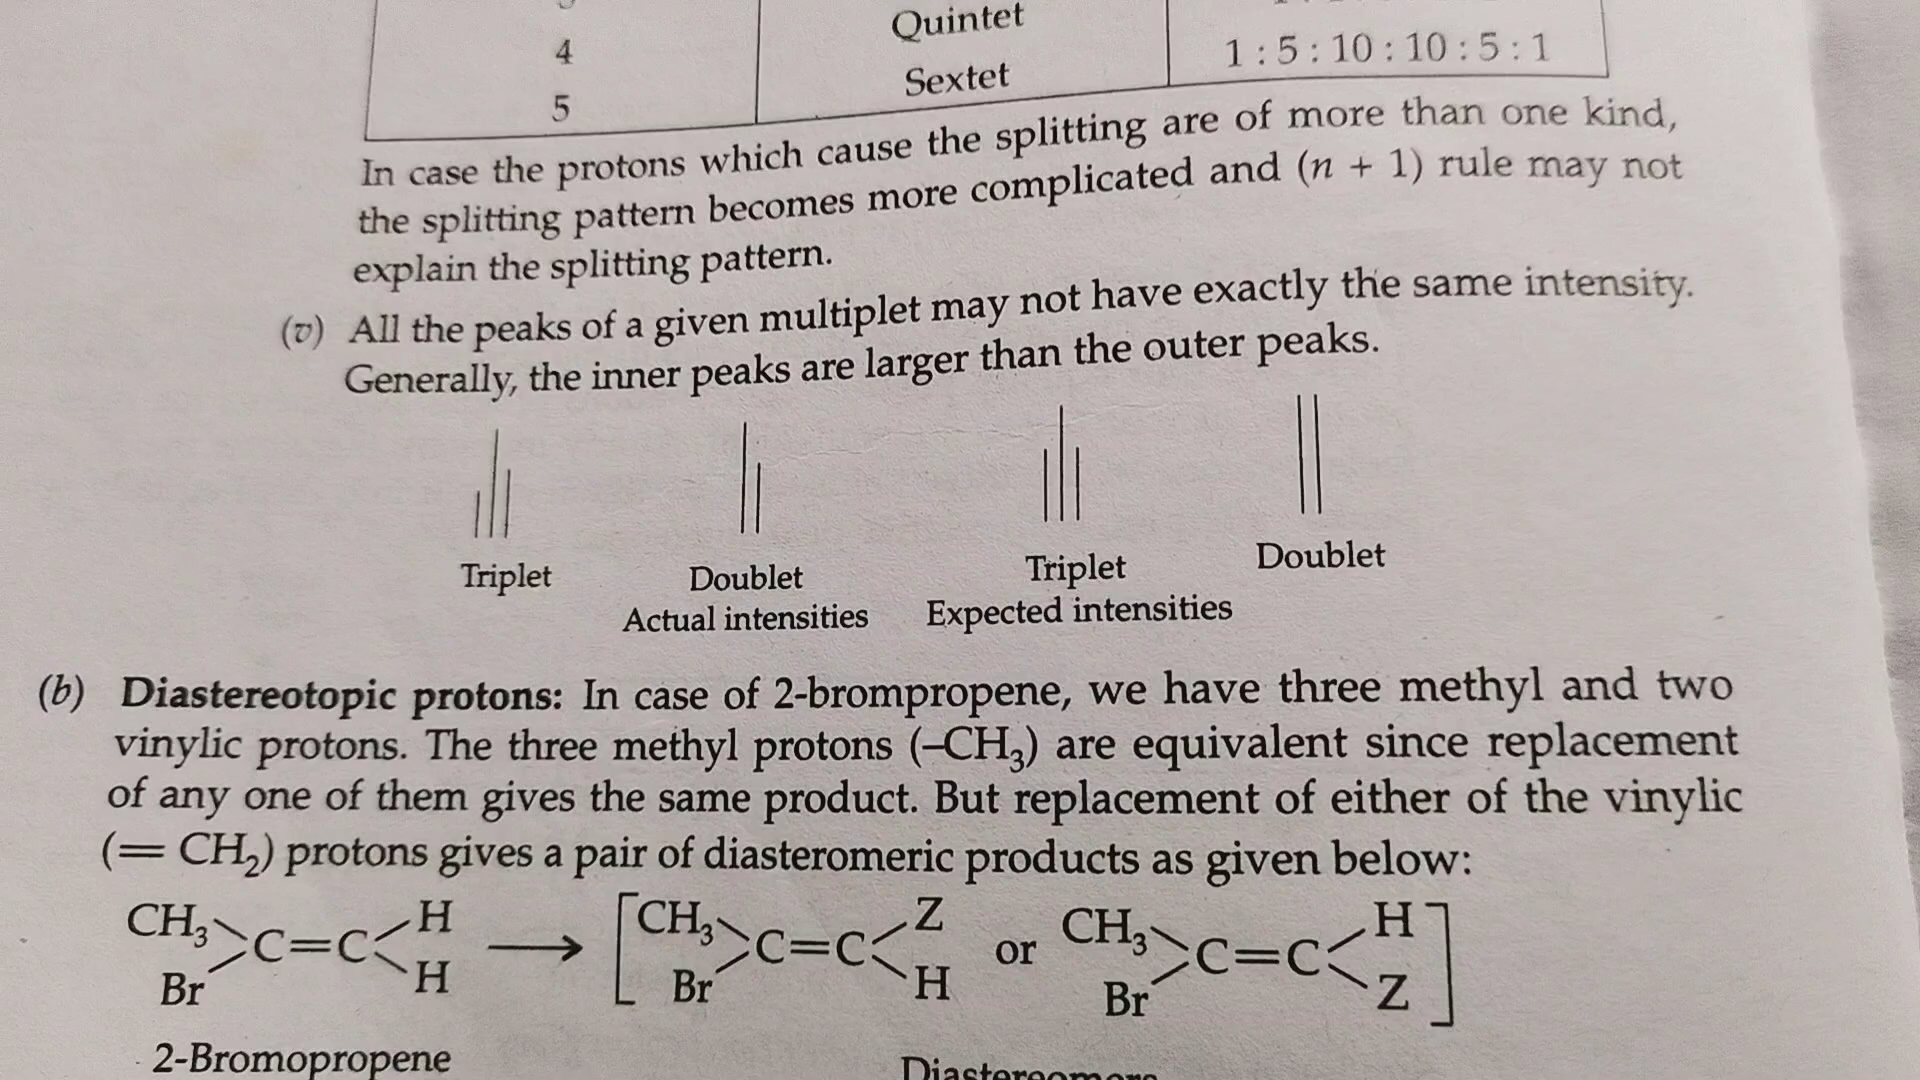 Quintet
4
1 : 5 : 10 : 10 : 5 : 1
Sextet
5
In case the protons which cause the splitting are of more than one kind,
the splitting pattern becomes more complicated and (n + 1) rule may not
explain the splitting pattern.
(v) All the peaks of a given multiplet may not have exactly the same intensity.
Generally, the inner peaks are larger than the outer peaks.
Triplet Doublet Triplet Doublet
Actual intensities Expected intensities
(b) Diastereotopic protons: In case of 2-brompropene, we have three methyl and two
vinylic protons. The three methyl protons (–CH₃) are equivalent since replacement
of any one of them gives the same product. But replacement of either of the vinylic
(= CH₂) protons gives a pair of diasteromeric products as given below:
CH₃ H CH₃ Z CH₃ H
C=C → [ C=C or C=C ]
Br H Br H Br Z
2-Bromopropene
Diastereomers